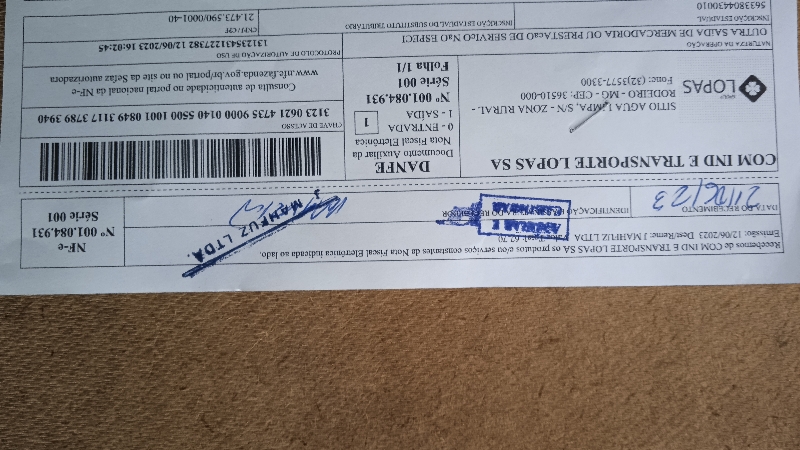 Recebemos de COM IND E TRANSPORTE LOPAS SA os produtos e/ou serviços constantes da Nota Fiscal Eletrônica indicada ao lado.
Emissão: 12/06/2023 Dest/Reme: J MAHFUZ LTDA Valor Total: 67,70
DATA DO RECEBIMENTO
21/06/23
IDENTIFICAÇÃO E ASSINATURA DO RECEBEDOR
J MAHFUZ LTDA.
NF-e
Nº 001.084.931
Série 001
COM IND E TRANSPORTE LOPAS SA
LOPAS
SITIO AGUA LIMPA, S/N - ZONA RURAL -
RODEIRO - MG - CEP: 36510-000
Fone: (32)3577-3300
DANFE
Documento Auxiliar da
Nota Fiscal Eletrônica
0 - ENTRADA
1 - SAÍDA
1
Nº 001.084.931
Série 001
Folha 1/1
CHAVE DE ACESSO
3123 0621 4735 9000 0140 5500 1001 0849 3117 3789 3940
Consulta de autenticidade no portal nacional da NF-e
www.nfe.fazenda.gov.br/portal ou no site da Sefaz autorizadora
NATUREZA DA OPERAÇÃO
OUTRA SAIDA DE MERCADORIA OU PRESTACAO DE SERVICO NaO ESPECI
PROTOCOLO DE AUTORIZAÇÃO DE USO
131234541227382 12/06/2023 16:02:45
INSCRIÇÃO ESTADUAL
5633804430010
INSCRIÇÃO ESTADUAL DO SUBSTITUTO TRIBUTÁRIO
CNPJ / CPF
21.473.590/0001-40